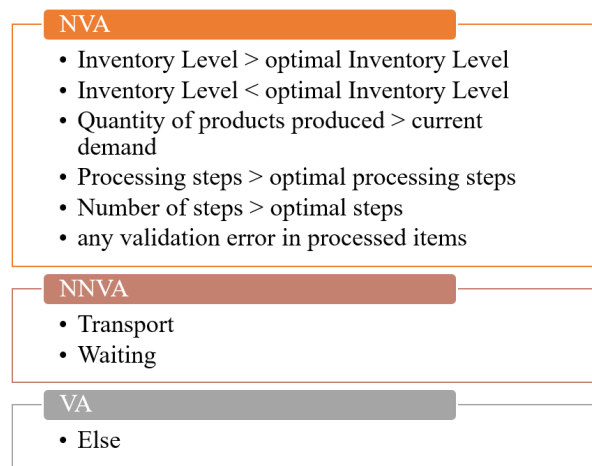 NVA
• Inventory Level > optimal Inventory Level
• Inventory Level < optimal Inventory Level
• Quantity of products produced > current
demand
• Processing steps > optimal processing steps
• Number of steps > optimal steps
• any validation error in processed items
NNVA
• Transport
• Waiting
VA
• Else